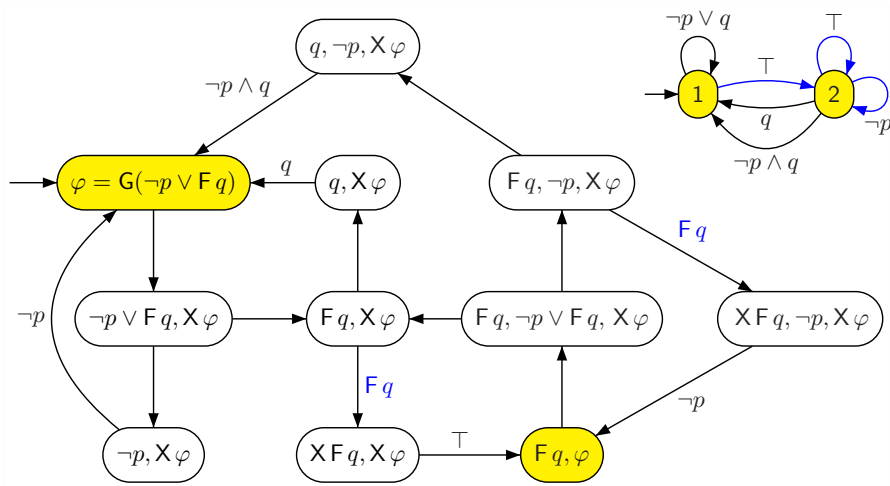 ¬p ∨ q
⊤
q, ¬p, X φ
⊤
1
2
¬p ∧ q
q
¬p
¬p ∧ q
φ = G(¬p ∨ F q)
q
q, X φ
F q, ¬p, X φ
F q
¬p
¬p ∨ F q, X φ
F q, X φ
F q, ¬p ∨ F q, X φ
X F q, ¬p, X φ
F q
¬p
¬p, X φ
X F q, X φ
⊤
F q, φ